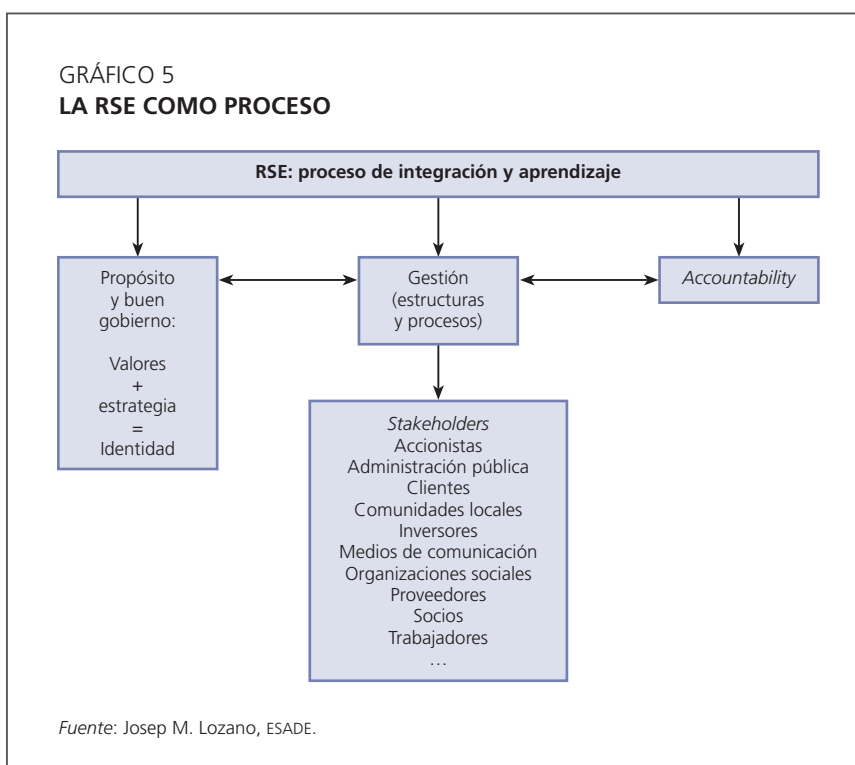 GRÁFICO 5
LA RSE COMO PROCESO
RSE: proceso de integración y aprendizaje
Propósito
y buen
gobierno:
Valores
+
estrategia
=
Identidad
Gestión
(estructuras
y procesos)
Accountability
Stakeholders
Accionistas
Administración pública
Clientes
Comunidades locales
Inversores
Medios de comunicación
Organizaciones sociales
Proveedores
Socios
Trabajadores
…
Fuente: Josep M. Lozano, ESADE.